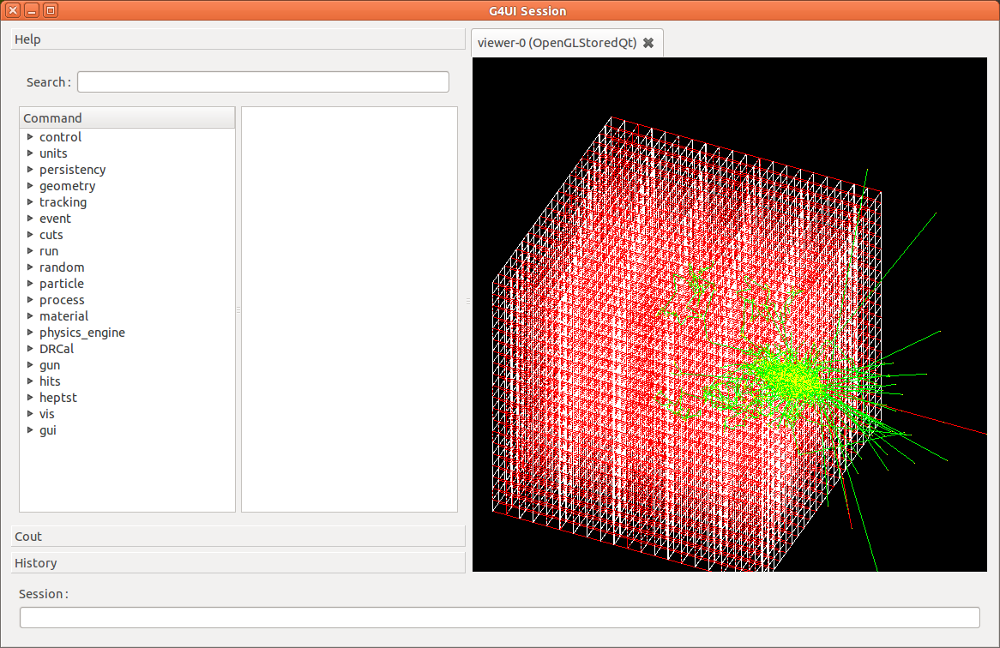 G4UI Session
Help
viewer-0 (OpenGLStoredQt)
Search :
Command
control
units
persistency
geometry
tracking
event
cuts
run
random
particle
process
material
physics_engine
DRCal
gun
hits
heptst
vis
gui
Cout
History
Session :